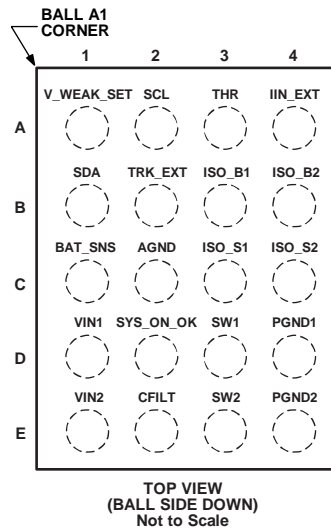 BALL A1
CORNER
1 2 3 4
V_WEAK_SET SCL THR IIN_EXT
A
SDA TRK_EXT ISO_B1 ISO_B2
B
BAT_SNS AGND ISO_S1 ISO_S2
C
VIN1 SYS_ON_OK SW1 PGND1
D
VIN2 CFILT SW2 PGND2
E
TOP VIEW
(BALL SIDE DOWN)
Not to Scale